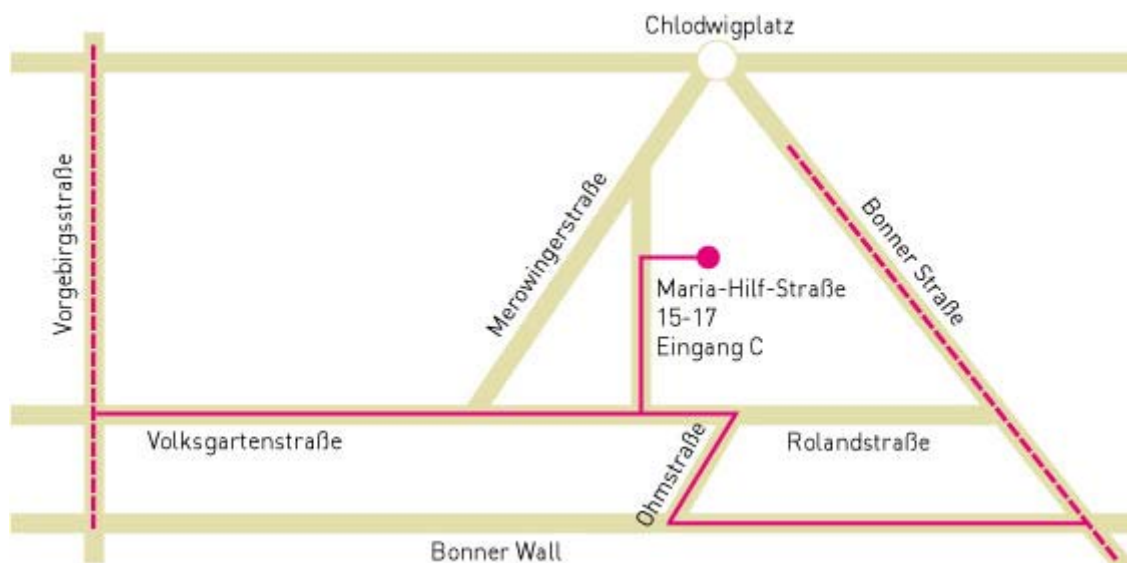 Chlodwigplatz
Vorgebirgsstraße
Merowingerstraße
Bonner Straße
Maria-Hilf-Straße
15-17
Eingang C
Volksgartenstraße
Ohmstraße
Rolandstraße
Bonner Wall